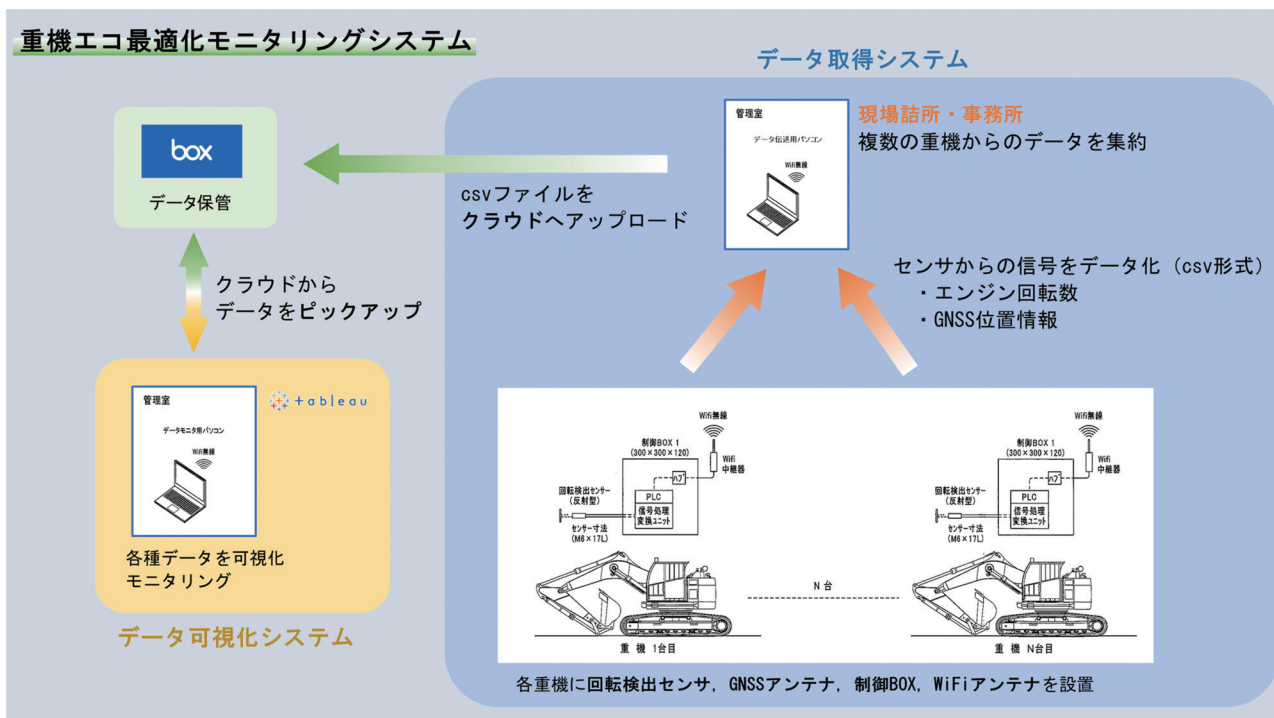 重機エコ最適化モニタリングシステム
データ取得システム
box
データ保管
csvファイルを
クラウドへアップロード
管理室
データ伝送用パソコン
Wifi無線
現場詰所・事務所
複数の重機からのデータを集約
センサからの信号をデータ化（csv形式）
・エンジン回転数
・GNSS位置情報
クラウドから
データをピックアップ
管理室
+ableau
データモニタ用パソコン
Wifi無線
各種データを可視化
モニタリング
データ可視化システム
Wifi無線
制御BOX 1
(300×300×120)
Wifi
中継器
ハブ
回転検出センサー
(反射型)
PLC
信号処理
変換ユニット
センサー寸法
(M6×17L)
重 機 1台目
N 台
Wifi無線
制御BOX 1
(300×300×120)
Wifi
中継器
ハブ
回転検出センサー
(反射型)
PLC
信号処理
変換ユニット
センサー寸法
(M6×17L)
重 機 N台目
各重機に回転検出センサ, GNSSアンテナ, 制御BOX, WiFiアンテナを設置